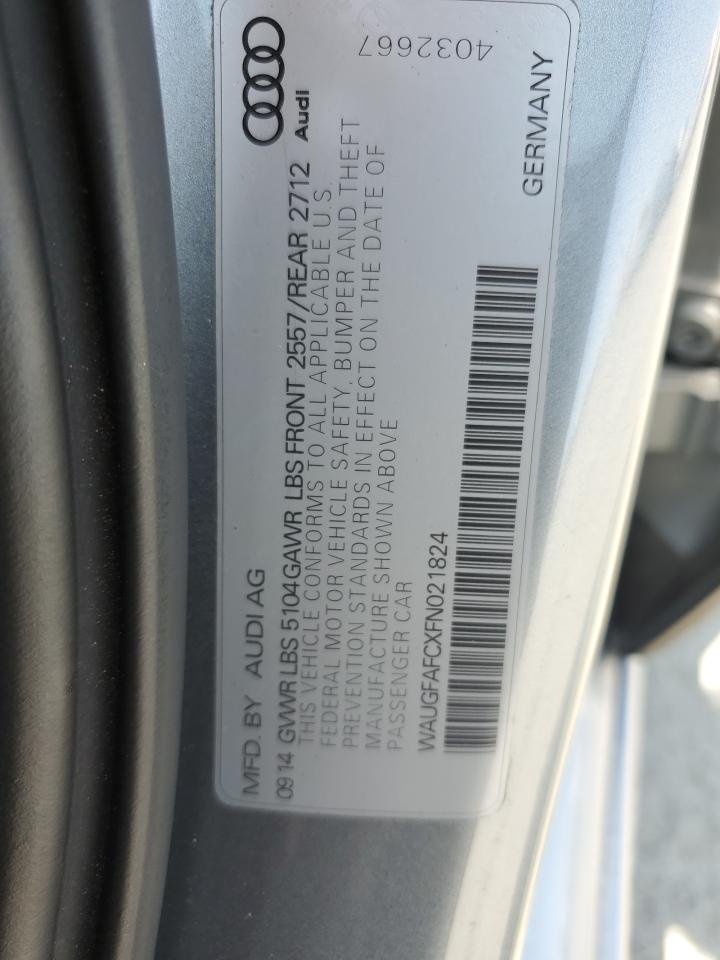 MFD. BY AUDI AG
Audi
0914 GVWR LBS 5104GAWR LBS FRONT 2557/REAR 2712
THIS VEHICLE CONFORMS TO ALL APPLICABLE U.S.
FEDERAL MOTOR VEHICLE SAFETY, BUMPER AND THEFT
PREVENTION STANDARDS IN EFFECT ON THE DATE OF
MANUFACTURE SHOWN ABOVE
PASSENGER CAR
4032667
WAUGFAFCXFN021824
GERMANY